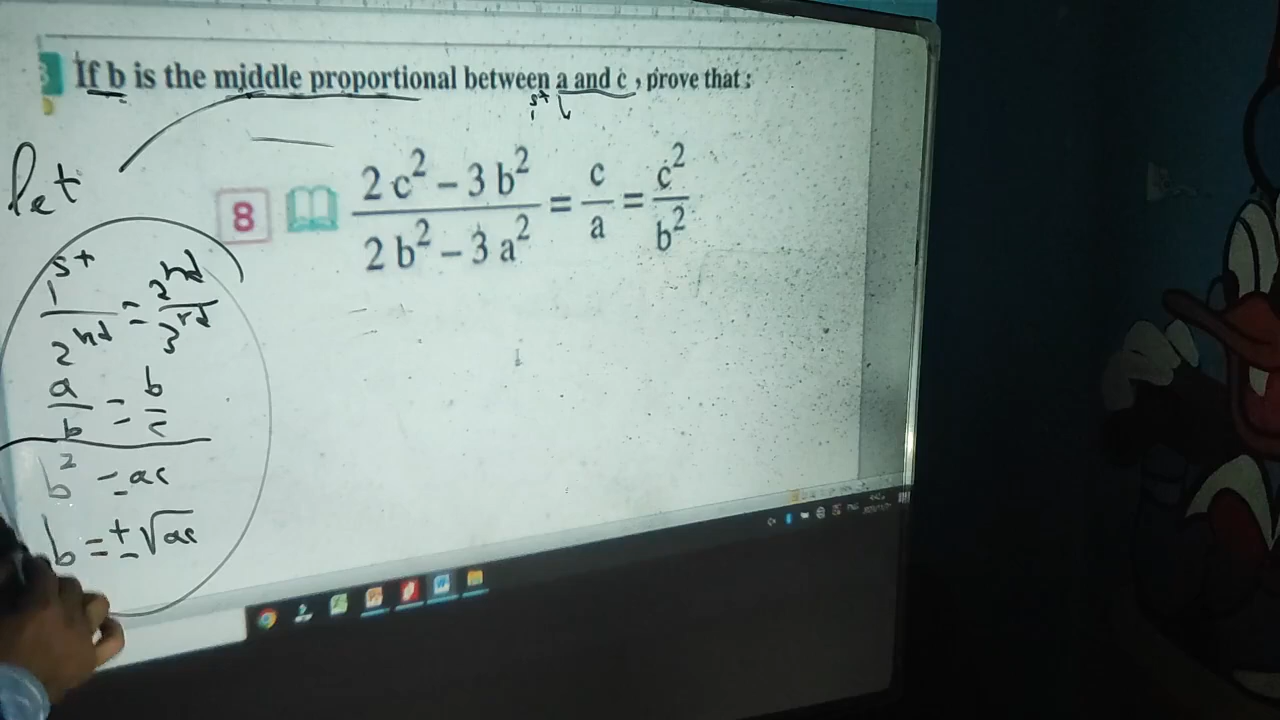 If b is the middle proportional between a and c , prove that :
st
let
8 (2c² - 3b²)/(2b² - 3a²) = c/a = c²/b²
1st/2nd = 2nd/3rd
a/b = b/c
b² = ac
b = ±√ac